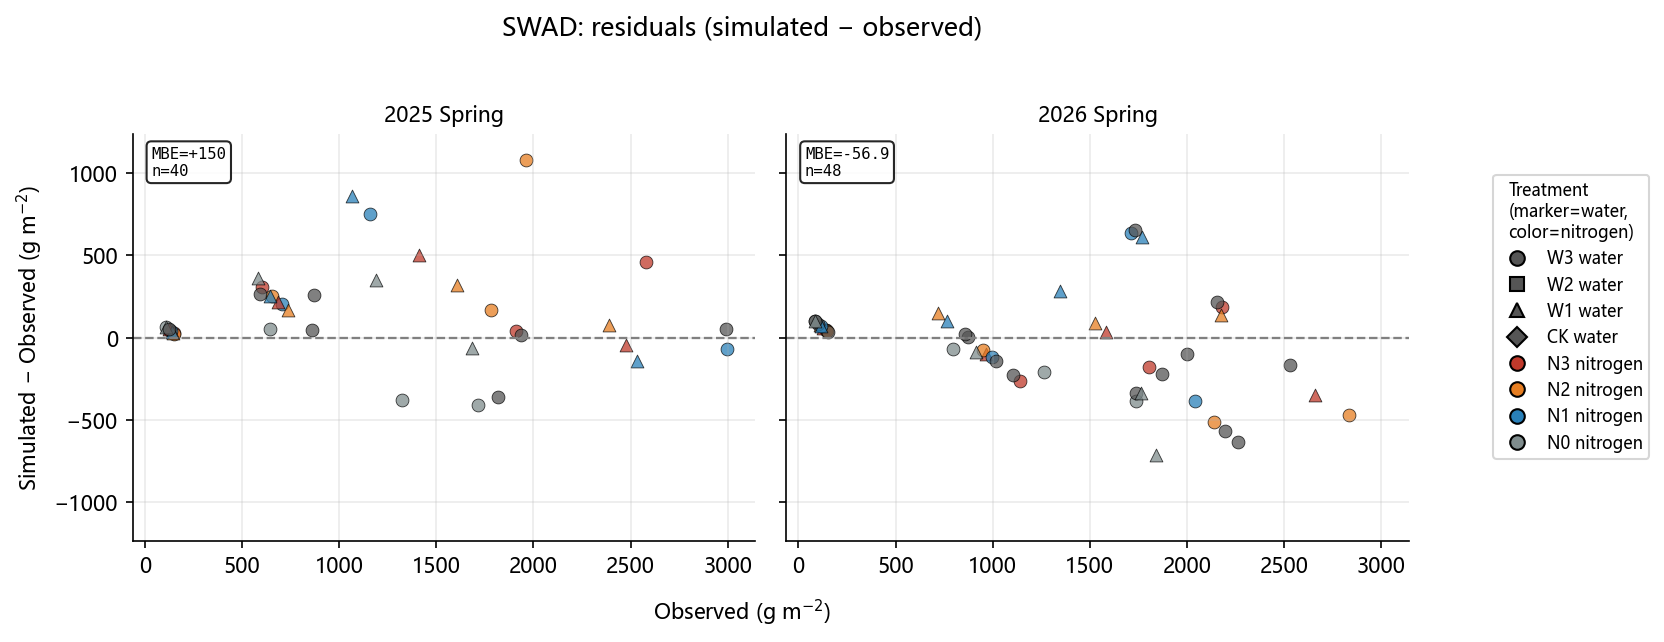 SWAD: residuals (simulated − observed)
2025 Spring
2026 Spring
MBE=+150
n=40
MBE=-56.9
n=48
Simulated − Observed (g m⁻²)
1000
500
0
−500
−1000
0 500 1000 1500 2000 2500 3000
0 500 1000 1500 2000 2500 3000
Observed (g m⁻²)
Treatment
(marker=water,
color=nitrogen)
W3 water
W2 water
W1 water
CK water
N3 nitrogen
N2 nitrogen
N1 nitrogen
N0 nitrogen